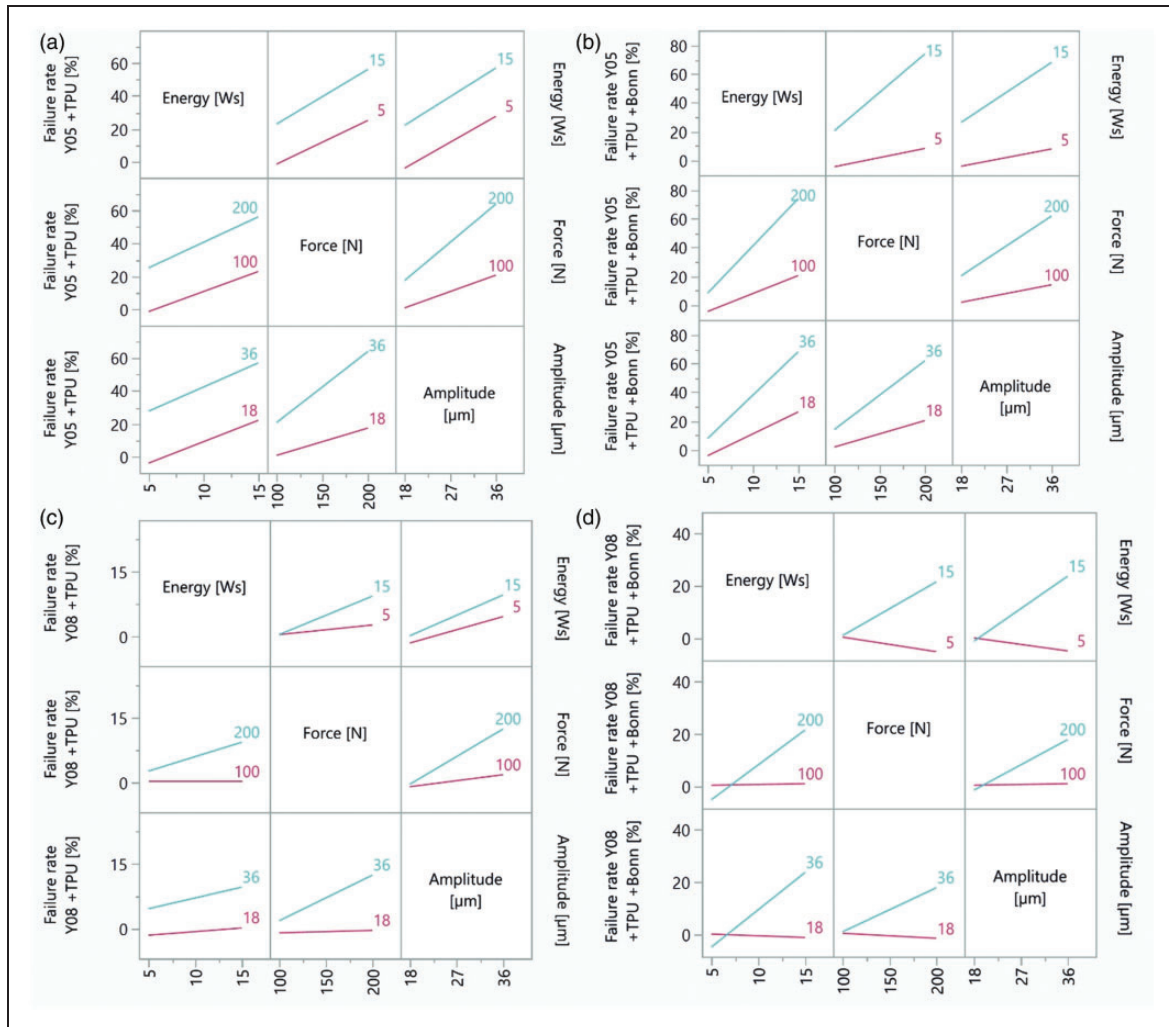 (a)
Failure rate
Y05 +TPU [%]
60
40
20
0
Energy [Ws]
15
5
15
5
Energy [Ws]
Failure rate
Y05 +TPU [%]
60
40
20
0
200
100
Force [N]
200
100
Force [N]
Failure rate
Y05 +TPU [%]
60
40
20
0
36
18
36
18
Amplitude
[µm]
Amplitude [µm]
5
10
15
100
150
200
18
27
36
(b)
Failure rate Y05
+TPU +Bonn [%]
80
60
40
20
0
Energy [Ws]
15
5
15
5
Energy [Ws]
Failure rate Y05
+TPU +Bonn [%]
80
60
40
20
0
200
100
Force [N]
200
100
Force [N]
Failure rate Y05
+TPU +Bonn [%]
80
60
40
20
0
36
18
36
18
Amplitude
[µm]
Amplitude [µm]
5
10
15
100
150
200
18
27
36
(c)
Failure rate
Y08 +TPU [%]
15
0
Energy [Ws]
15
5
15
5
Energy [Ws]
Failure rate
Y08 +TPU [%]
15
0
200
100
Force [N]
200
100
Force [N]
Failure rate
Y08 +TPU [%]
15
0
36
18
36
18
Amplitude
[µm]
Amplitude [µm]
5
10
15
100
150
200
18
27
36
(d)
Failure rate Y08
+TPU +Bonn [%]
40
20
0
Energy [Ws]
15
5
15
5
Energy [Ws]
Failure rate Y08
+TPU +Bonn [%]
40
20
0
200
100
Force [N]
200
100
Force [N]
Failure rate Y08
+TPU +Bonn [%]
40
20
0
36
18
36
18
Amplitude
[µm]
Amplitude [µm]
5
10
15
100
150
200
18
27
36